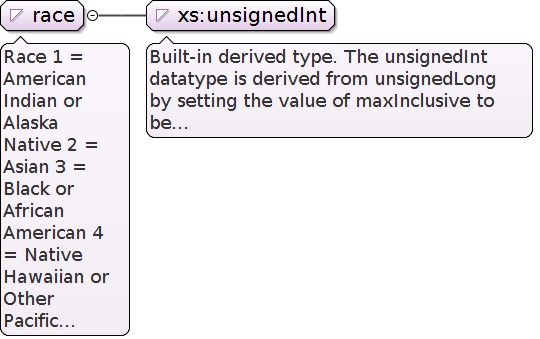 race
xs:unsignedInt
Race 1 =
American
Indian or
Alaska
Native 2 =
Asian 3 =
Black or
African
American 4
= Native
Hawaiian or
Other
Pacific...
Built-in derived type. The unsignedInt
datatype is derived from unsignedLong
by setting the value of maxInclusive to
be...